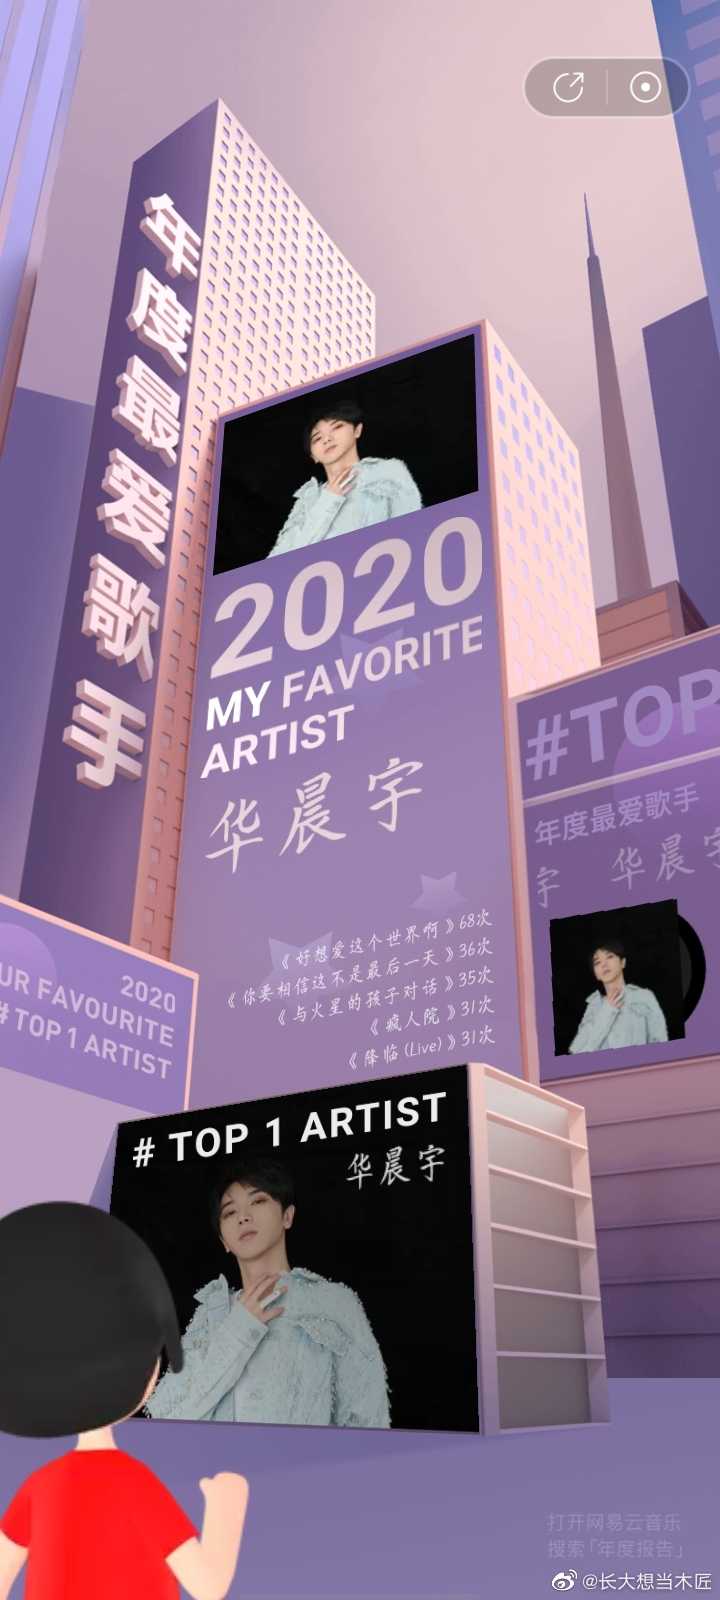 年度最爱歌手
2020
MY FAVORITE
ARTIST
华晨宇
《好想爱这个世界啊》68次
《你要相信这不是最后一天》36次
《与火星的孩子对话》35次
《疯人院》31次
《降临(Live)》31次
#TOP
年度最爱歌手
宇 华晨宇
2020
UR FAVOURITE
#TOP 1 ARTIST
# TOP 1 ARTIST
华晨宇
打开网易云音乐
搜索「年度报告」
@长大想当木匠